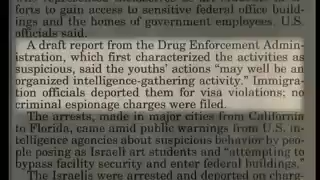 forts to gain access to sensitive federal office build-
ings and the homes of government employees, U.S.
officials said.
A draft report from the Drug Enforcement Admin-
istration, which first characterized the activities as
suspicious, said the youths' actions "may well be an
organized intelligence-gathering activity." Immigra-
tion officials deported them for visa violations; no
criminal espionage charges were filed.
The arrests, made in major cities from California
to Florida, came amid public warnings from U.S. in-
telligence agencies about suspicious behavior by peo-
ple posing as Israeli art students and "attempting to
bypass facility security and enter federal buildings."
The Israelis were arrested and deported on charg-